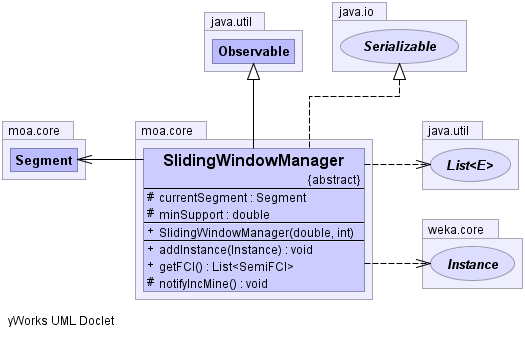 java.util
Observable
java.io
Serializable
moa.core
Segment
moa.core
SlidingWindowManager
{abstract}
# currentSegment : Segment
# minSupport : double
+ SlidingWindowManager(double, int)
+ addInstance(Instance) : void
+ getFCI() : List<SemiFCI>
# notifyIncMine() : void
java.util
List<E>
weka.core
Instance
yWorks UML Doclet